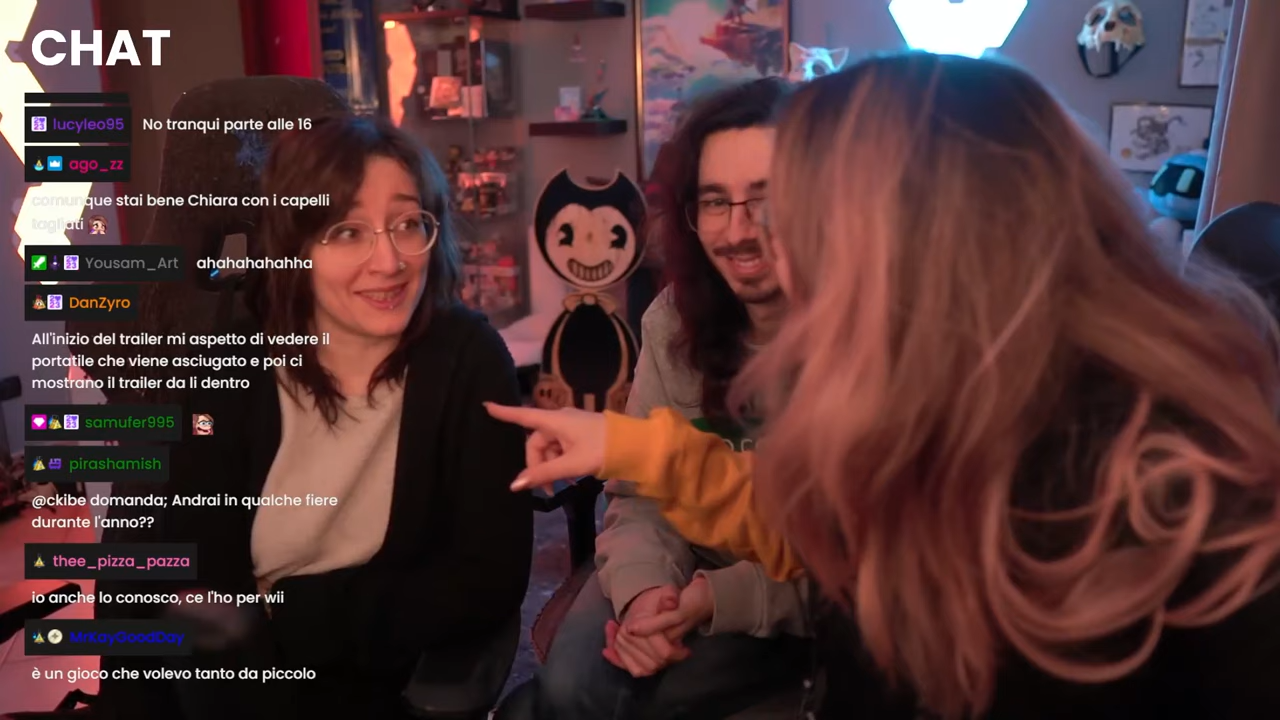 CHAT
lucyleo95 No tranqui parte alle 16
ago_zz
comunque stai bene Chiara con i capelli
tagliati
Yousam_Art ahahahahahha
DanZyro
All'inizio del trailer mi aspetto di vedere il
portatile che viene asciugato e poi ci
mostrano il trailer da li dentro
samufer995
pirashamish
@ckibe domanda; Andrai in qualche fiere
durante l'anno??
thee_pizza_pazza
io anche lo conosco, ce l'ho per wii
MrKayGoodDay
è un gioco che volevo tanto da piccolo